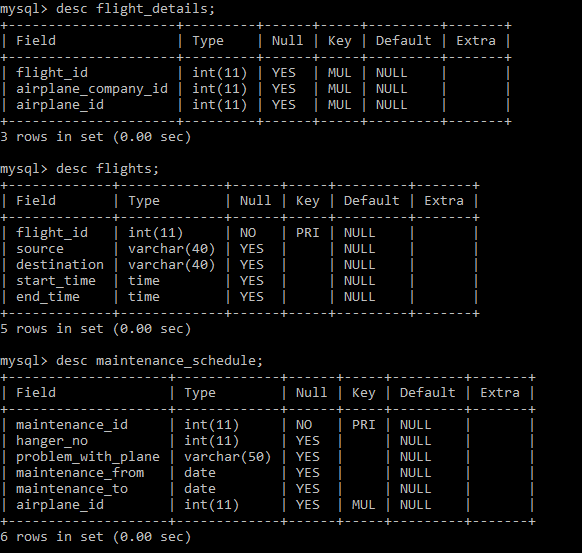 mysql> desc flight_details;
+---------------------+---------+------+-----+---------+-------+
| Field               | Type    | Null | Key | Default | Extra |
+---------------------+---------+------+-----+---------+-------+
| flight_id           | int(11) | YES  | MUL | NULL    |       |
| airplane_company_id | int(11) | YES  | MUL | NULL    |       |
| airplane_id         | int(11) | YES  | MUL | NULL    |       |
+---------------------+---------+------+-----+---------+-------+
3 rows in set (0.00 sec)

mysql> desc flights;
+-------------+-------------+------+-----+---------+-------+
| Field       | Type        | Null | Key | Default | Extra |
+-------------+-------------+------+-----+---------+-------+
| flight_id   | int(11)     | NO   | PRI | NULL    |       |
| source      | varchar(40) | YES  |     | NULL    |       |
| destination | varchar(40) | YES  |     | NULL    |       |
| start_time  | time        | YES  |     | NULL    |       |
| end_time    | time        | YES  |     | NULL    |       |
+-------------+-------------+------+-----+---------+-------+
5 rows in set (0.00 sec)

mysql> desc maintenance_schedule;
+--------------------+-------------+------+-----+---------+-------+
| Field              | Type        | Null | Key | Default | Extra |
+--------------------+-------------+------+-----+---------+-------+
| maintenance_id     | int(11)     | NO   | PRI | NULL    |       |
| hanger_no          | int(11)     | YES  |     | NULL    |       |
| problem_with_plane | varchar(50) | YES  |     | NULL    |       |
| maintenance_from   | date        | YES  |     | NULL    |       |
| maintenance_to     | date        | YES  |     | NULL    |       |
| airplane_id        | int(11)     | YES  | MUL | NULL    |       |
+--------------------+-------------+------+-----+---------+-------+
6 rows in set (0.00 sec)